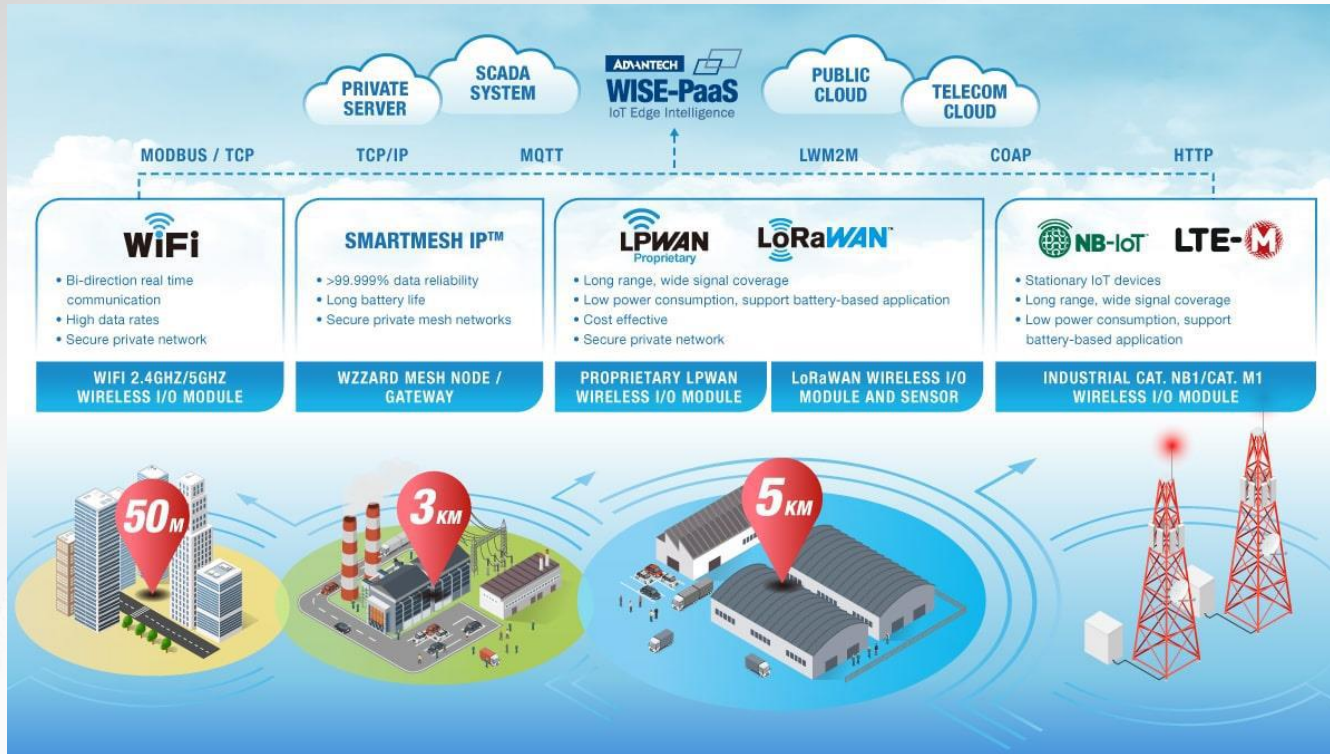 PRIVATE
SERVER
SCADA
SYSTEM
ADVANTECH
WISE-PaaS
IoT Edge Intelligence
PUBLIC
CLOUD
TELECOM
CLOUD
MODBUS / TCP
TCP/IP
MQTT
LWM2M
COAP
HTTP
WiFi
• Bi-direction real time
communication
• High data rates
• Secure private network
WIFI 2.4GHZ/5GHZ
WIRELESS I/O MODULE
SMARTMESH IP™
• >99.999% data reliability
• Long battery life
• Secure private mesh networks
WZZARD MESH NODE /
GATEWAY
LPWAN
Proprietary
LoRaWAN™
• Long range, wide signal coverage
• Low power consumption, support battery-based application
• Cost effective
• Secure private network
PROPRIETARY LPWAN
WIRELESS I/O MODULE
LoRaWAN WIRELESS I/O
MODULE AND SENSOR
NB-IoT
LTE-M
• Stationary IoT devices
• Long range, wide signal coverage
• Low power consumption, support
battery-based application
INDUSTRIAL CAT. NB1/CAT. M1
WIRELESS I/O MODULE
50M
3KM
5KM